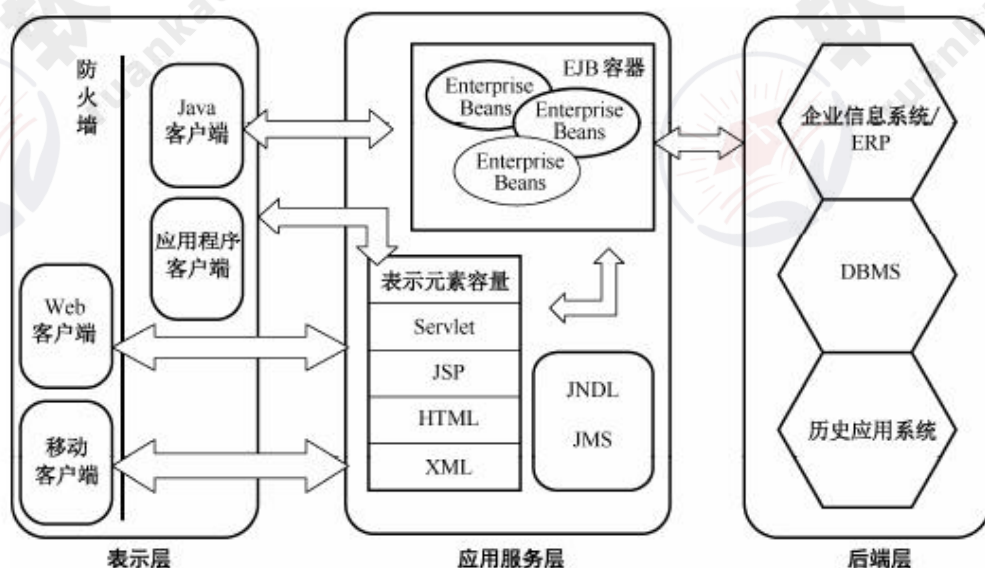 防
火
墙
Java
客户端
应用程序
客户端
Web
客户端
移动
客户端
表示层
EJB 容器
Enterprise
Beans
Enterprise
Beans
Enterprise
Beans
表示元素容量
Servlet
JSP
HTML
XML
JNDL
JMS
应用服务层
企业信息系统/
ERP
DBMS
历史应用系统
后端层